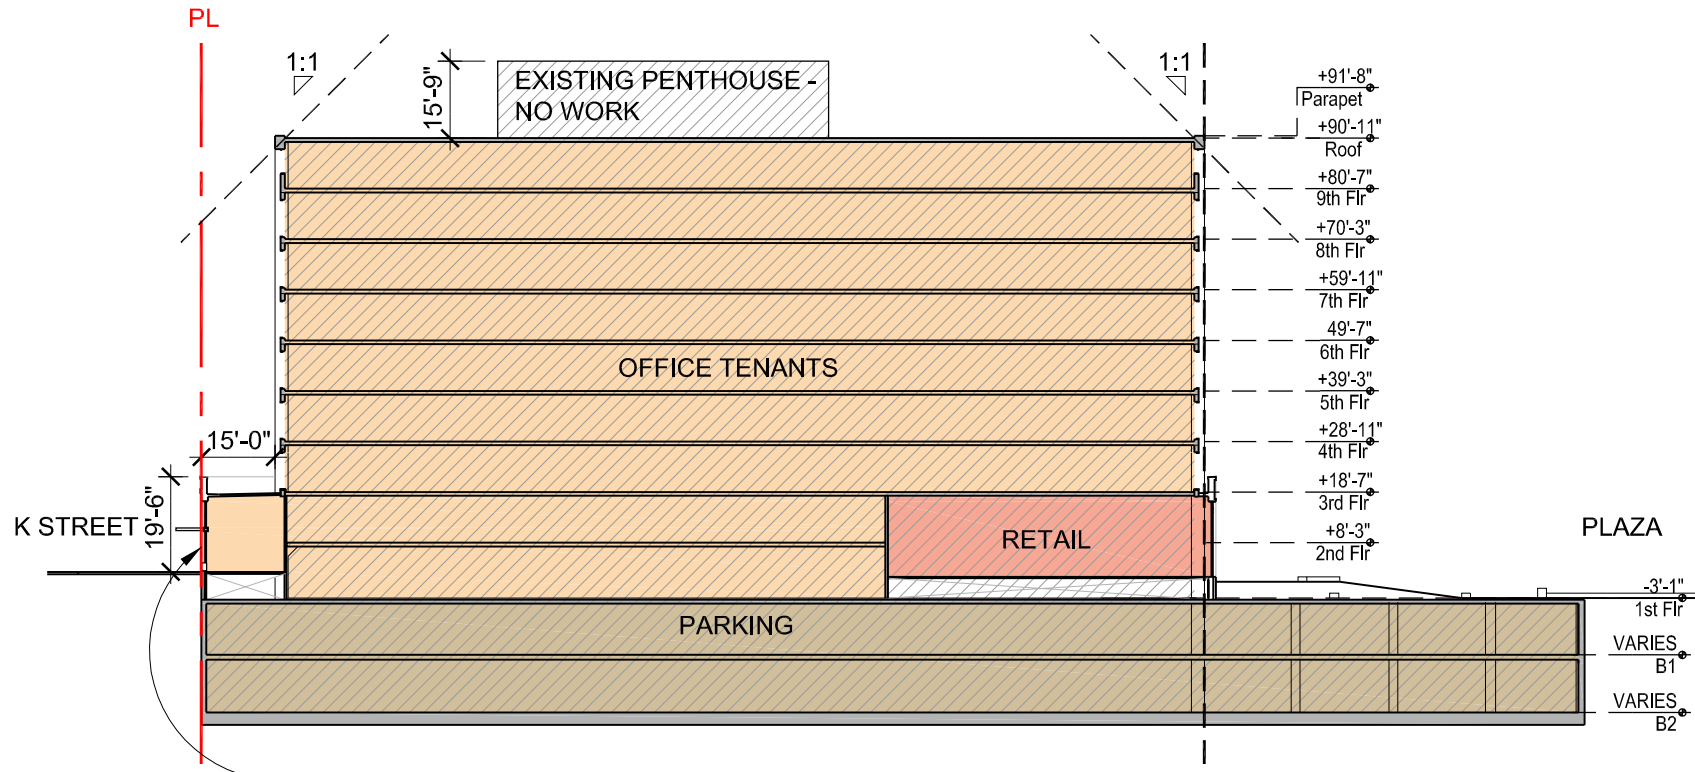 PL
1:1
15'-9"
EXISTING PENTHOUSE -
NO WORK
1:1
+91'-8"
Parapet
+90'-11"
Roof
+80'-7"
9th Flr
+70'-3"
8th Flr
+59'-11"
7th Flr
49'-7"
6th Flr
OFFICE TENANTS
+39'-3"
5th Flr
15'-0"
+28'-11"
4th Flr
+18'-7"
3rd Flr
K STREET
19'-6"
RETAIL
+8'-3"
2nd Flr
PLAZA
-3'-1"
1st Flr
PARKING
VARIES
B1
VARIES
B2